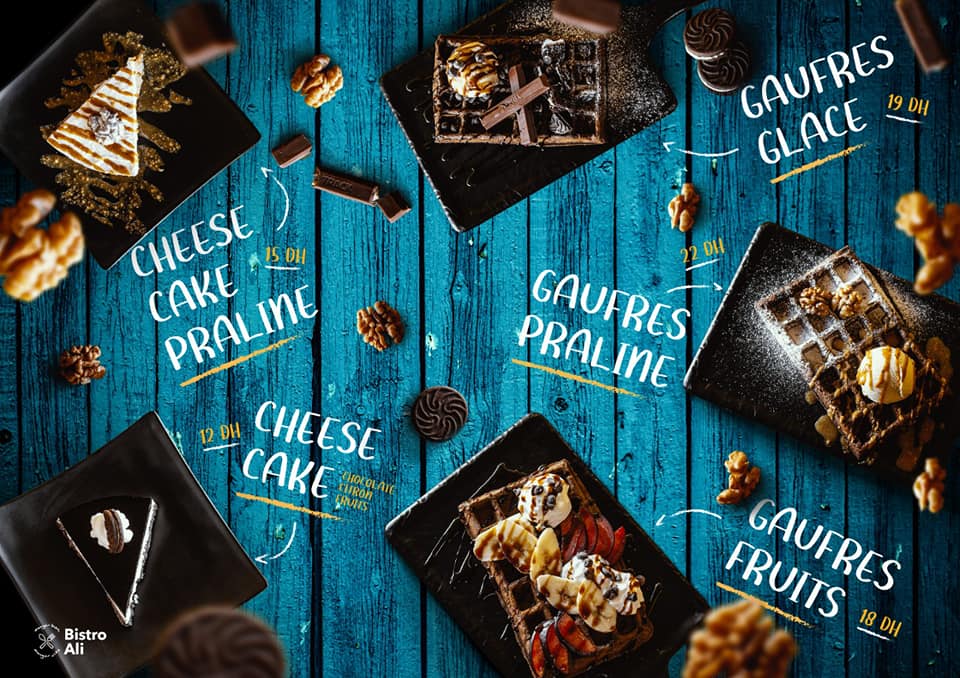 GAUFRES
GLACE
19 DH
CHEESE
CAKE
PRALINE
15 DH
22 DH
GAUFRES
PRALINE
12 DH
CHEESE
CAKE
CHOCOLATE
CITRON
FRUITS
GAUFRES
FRUITS
18 DH
Bistro
Ali